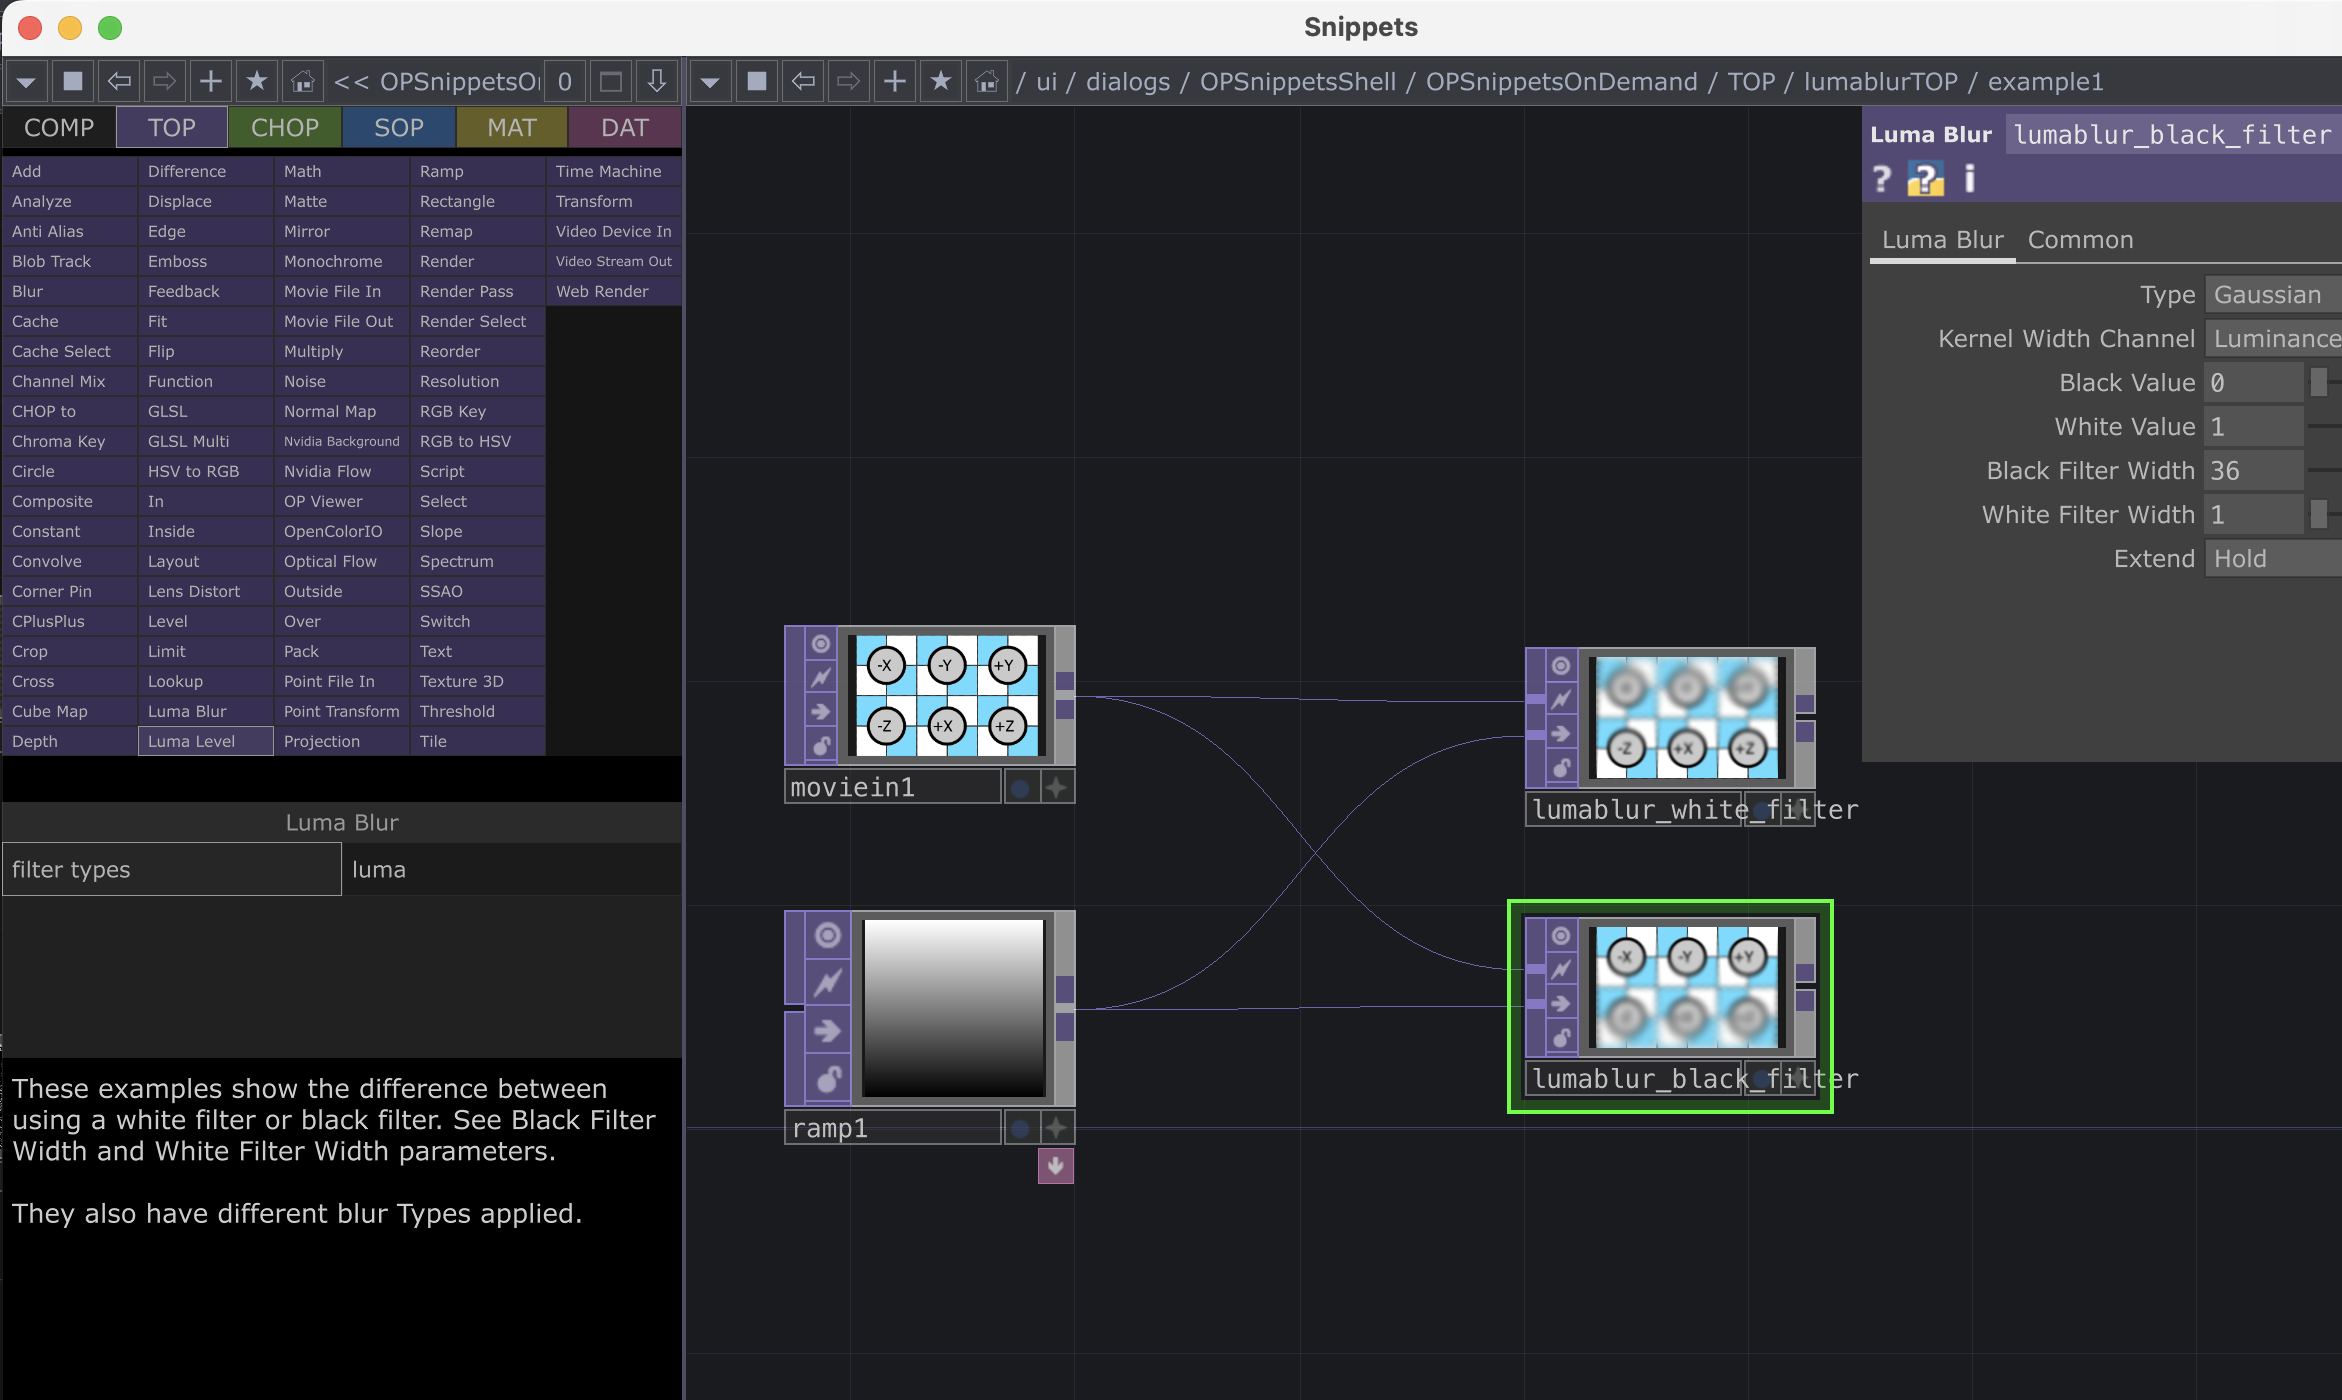 Snippets
<< OPSnippetsO
0
/ ui / dialogs / OPSnippetsShell / OPSnippetsOnDemand / TOP / lumablurTOP / example1
COMP TOP CHOP SOP MAT DAT
Add Difference Math Ramp Time Machine
Analyze Displace Matte Rectangle Transform
Anti Alias Edge Mirror Remap Video Device In
Blob Track Emboss Monochrome Render Video Stream Out
Blur Feedback Movie File In Render Pass Web Render
Cache Fit Movie File Out Render Select
Cache Select Flip Multiply Reorder
Channel Mix Function Noise Resolution
CHOP to GLSL Normal Map RGB Key
Chroma Key GLSL Multi Nvidia Background RGB to HSV
Circle HSV to RGB Nvidia Flow Script
Composite In OP Viewer Select
Constant Inside OpenColorIO Slope
Convolve Layout Optical Flow Spectrum
Corner Pin Lens Distort Outside SSAO
CPlusPlus Level Over Switch
Crop Limit Pack Text
Cross Lookup Point File In Texture 3D
Cube Map Luma Blur Point Transform Threshold
Depth Luma Level Projection Tile
Luma Blur
filter types luma
These examples show the difference between
using a white filter or black filter. See Black Filter
Width and White Filter Width parameters.
They also have different blur Types applied.
-X -Y +Y
-Z +X +Z
moviein1
ramp1
-Z +X +Z
lumablur_white_filter
-X -Y +Y
lumablur_black_filter
Luma Blur lumablur_black_filter
? ? i
Luma Blur Common
Type Gaussian
Kernel Width Channel Luminance
Black Value 0
White Value 1
Black Filter Width 36
White Filter Width 1
Extend Hold